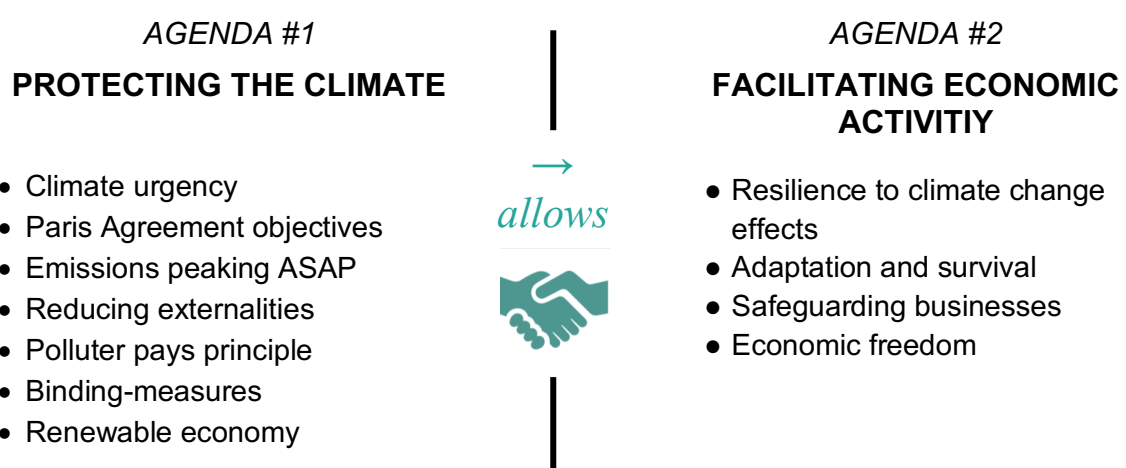 AGENDA #1
PROTECTING THE CLIMATE
• Climate urgency
• Paris Agreement objectives
• Emissions peaking ASAP
• Reducing externalities
• Polluter pays principle
• Binding-measures
• Renewable economy
→
allows
AGENDA #2
FACILITATING ECONOMIC
ACTIVITIY
● Resilience to climate change
effects
● Adaptation and survival
● Safeguarding businesses
● Economic freedom